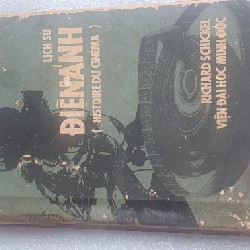 LỊCH SỬ
ĐIỆN ẢNH
( HISTOIRE DU CINÉMA )
RICHARD SCHICKEL
VIỆN ĐẠI HỌC MINH ĐỨC